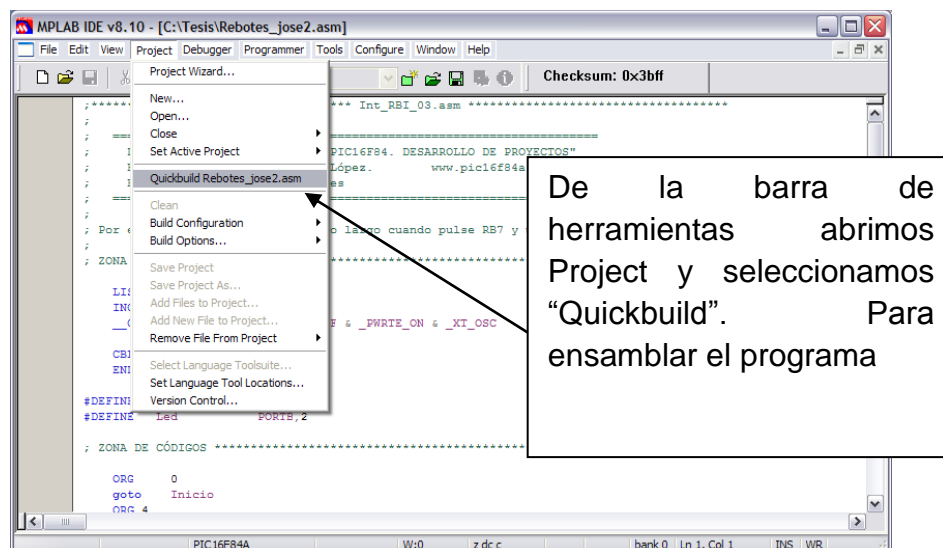 MPLAB IDE v8.10 - [C:\Tesis\Rebotes_jose2.asm]
File Edit View Project Debugger Programmer Tools Configure Window Help
Checksum: 0x3bff
Project Wizard...
New...
Open...
Close
Set Active Project
Quickbuild Rebotes_jose2.asm
Clean
Build Configuration
Build Options...
Save Project
Save Project As...
Add Files to Project...
Add New File to Project...
Remove File From Project
Select Language Toolsuite...
Set Language Tool Locations...
Version Control...
;***** *** Int_RBI_03.asm ************************************
;
; == =====================================
; PIC16F84. DESARROLLO DE PROYECTOS"
; López. www.pic16f84a
; es
; ==
;
; Por o largo cuando pulse RB7 y
;
; ZONA
LIS
INC
& _PWRTE_ON & _XT_OSC
CBI
END
#DEFINE
#DEFINE Led PORTB,2
; ZONA DE CÓDIGOS
ORG 0
goto Inicio
ORG 4
PIC16F84A W:0 z dc c bank 0 Ln 1, Col 1 INS WR
De la barra de
herramientas abrimos
Project y seleccionamos
“Quickbuild”. Para
ensamblar el programa